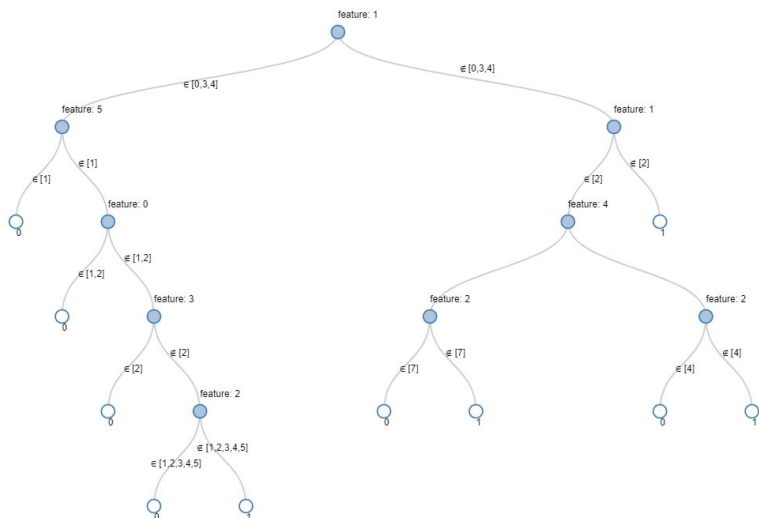 feature: 1
∈ [0,3,4]
∉ [0,3,4]
feature: 5
feature: 1
∈ [1]
∉ [1]
∈ [2]
∉ [2]
0
feature: 0
feature: 4
1
∈ [1,2]
∉ [1,2]
0
feature: 3
feature: 2
feature: 2
∈ [2]
∉ [2]
∈ [7]
∉ [7]
∈ [4]
∉ [4]
0
feature: 2
0
1
0
1
∈ [1,2,3,4,5]
∉ [1,2,3,4,5]
0
1